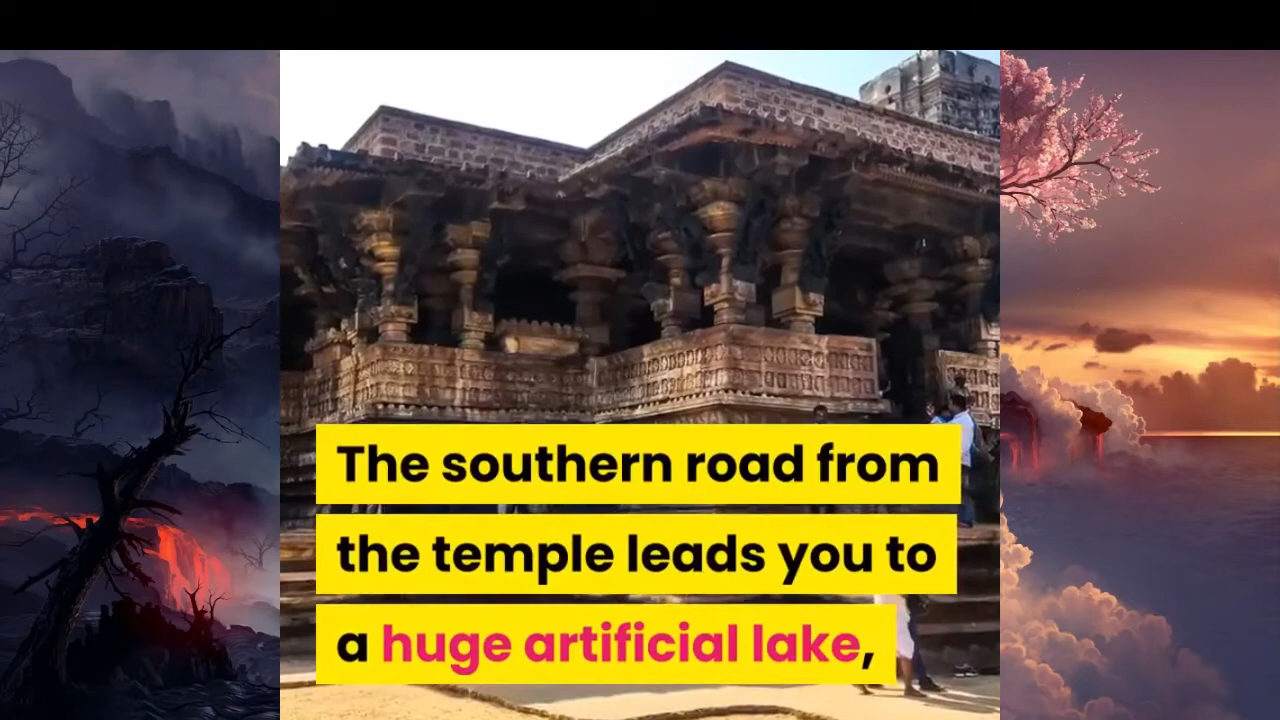 The southern road from
the temple leads you to
a huge artificial lake,